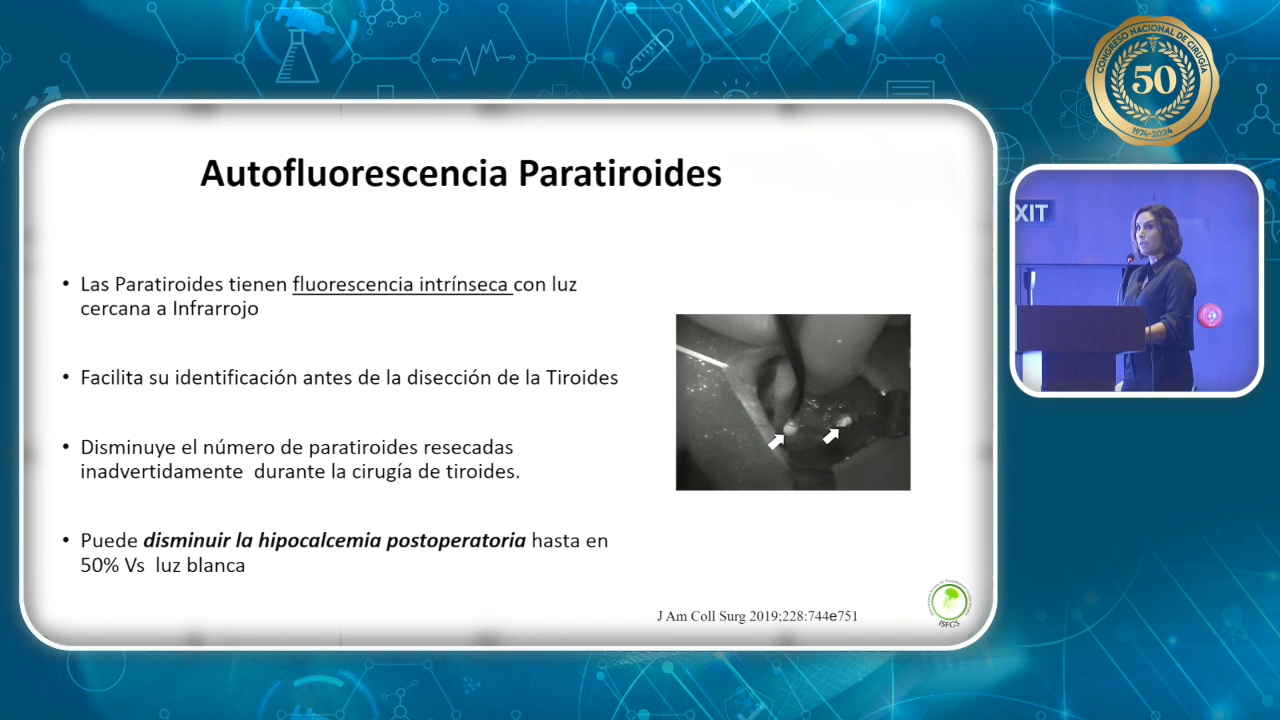 CONGRESO NACIONAL DE CIRUGÍA
50
1974-2024
Autofluorescencia Paratiroides
XIT
• Las Paratiroides tienen fluorescencia intrínseca con luz
cercana a Infrarrojo
• Facilita su identificación antes de la disección de la Tiroides
• Disminuye el número de paratiroides resecadas
inadvertidamente durante la cirugía de tiroides.
• Puede disminuir la hipocalcemia postoperatoria hasta en
50% Vs luz blanca
J Am Coll Surg 2019;228:744e751
ISFGS